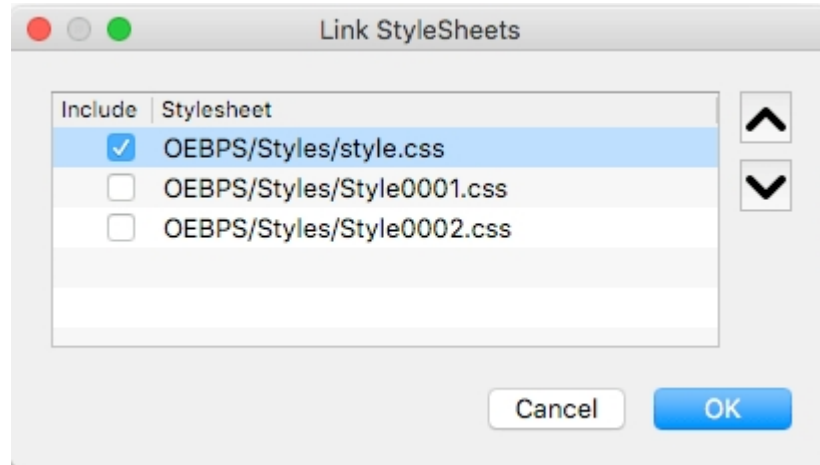 Link StyleSheets
Include Stylesheet
OEBPS/Styles/style.css
OEBPS/Styles/Style0001.css
OEBPS/Styles/Style0002.css
Cancel OK